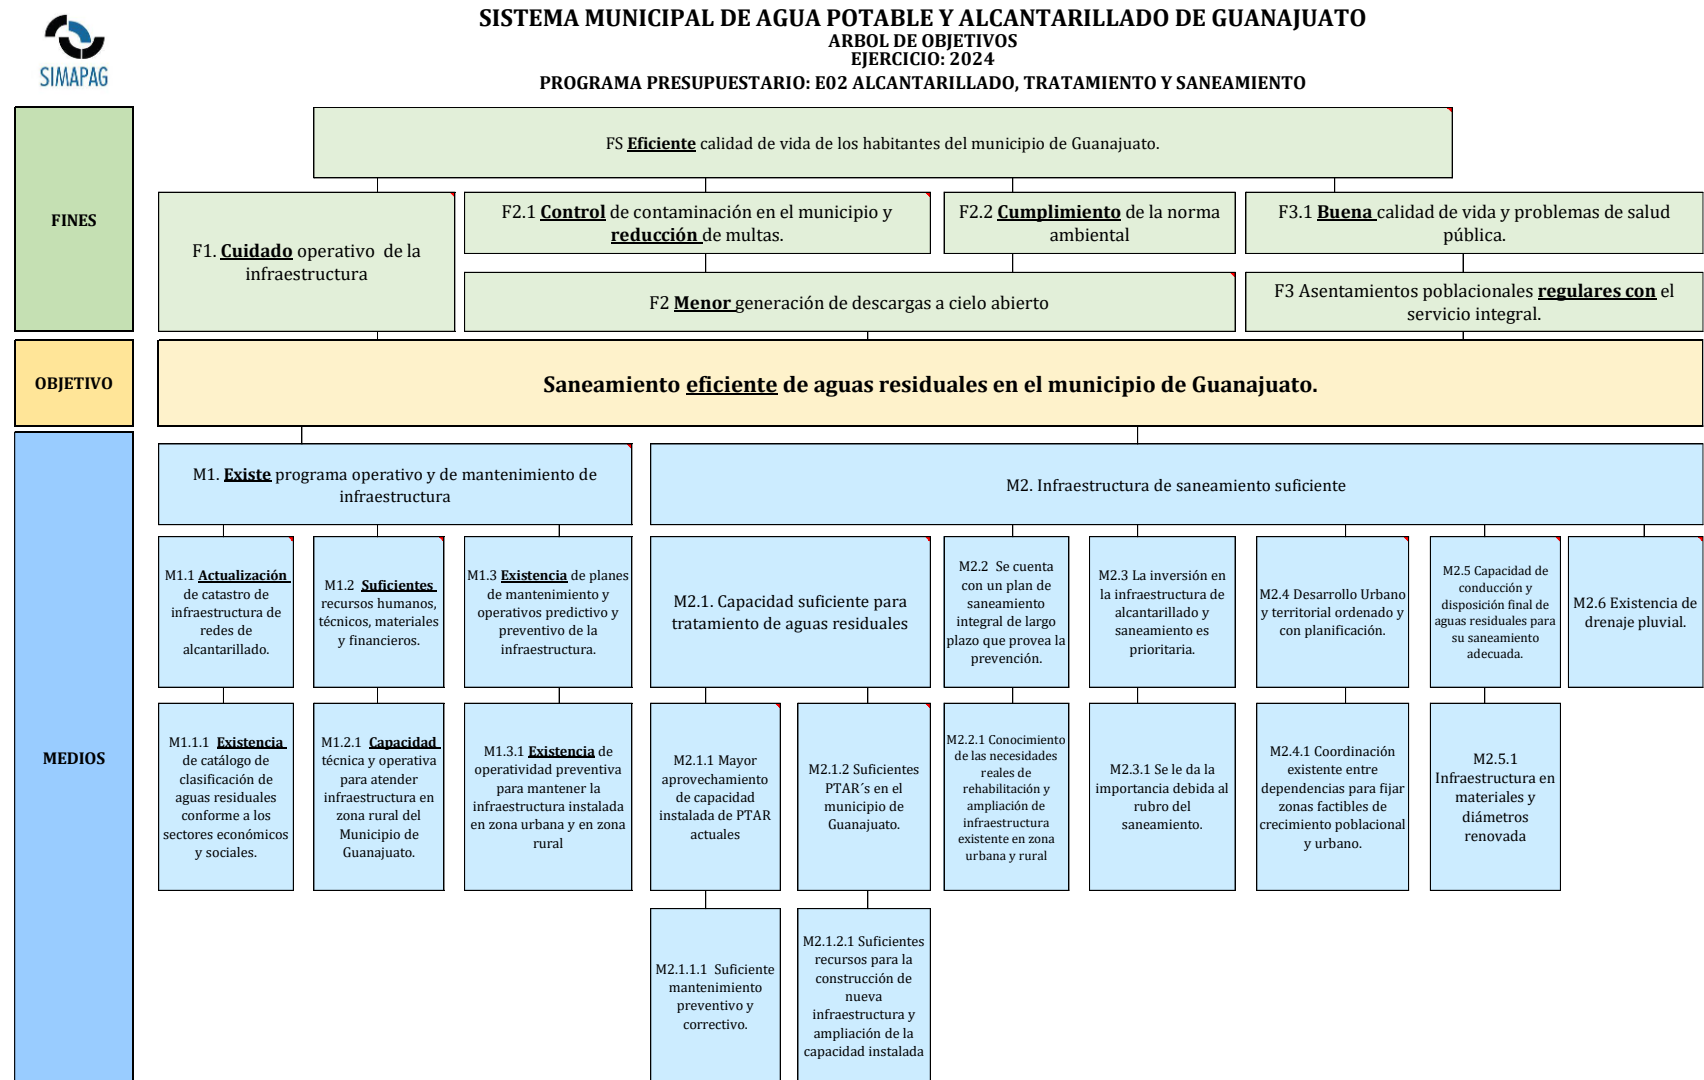 SISTEMA MUNICIPAL DE AGUA POTABLE Y ALCANTARILLADO DE GUANAJUATO
ARBOL DE OBJETIVOS
EJERCICIO: 2024
PROGRAMA PRESUPUESTARIO: E02 ALCANTARILLADO, TRATAMIENTO Y SANEAMIENTO
SIMAPAG
FINES
FS Eficiente calidad de vida de los habitantes del municipio de Guanajuato.
F1. Cuidado operativo de la
infraestructura
F2.1 Control de contaminación en el municipio y
reducción de multas.
F2.2 Cumplimiento de la norma
ambiental
F3.1 Buena calidad de vida y problemas de salud
pública.
F2 Menor generación de descargas a cielo abierto
F3 Asentamientos poblacionales regulares con el
servicio integral.
OBJETIVO
Saneamiento eficiente de aguas residuales en el municipio de Guanajuato.
MEDIOS
M1. Existe programa operativo y de mantenimiento de
infraestructura
M2. Infraestructura de saneamiento suficiente
M1.1 Actualización
de catastro de
infraestructura de
redes de
alcantarillado.
M1.2 Suficientes
recursos humanos,
técnicos, materiales
y financieros.
M1.3 Existencia de planes
de mantenimiento y
operativos predictivo y
preventivo de la
infraestructura.
M2.1. Capacidad suficiente para
tratamiento de aguas residuales
M2.2 Se cuenta
con un plan de
saneamiento
integral de largo
plazo que provea la
prevención.
M2.3 La inversión en
la infraestructura de
alcantarillado y
saneamiento es
prioritaria.
M2.4 Desarrollo Urbano
y territorial ordenado y
con planificación.
M2.5 Capacidad de
conducción y
disposición final de
aguas residuales para
su saneamiento
adecuada.
M2.6 Existencia de
drenaje pluvial.
M1.1.1 Existencia
de catálogo de
clasificación de
aguas residuales
conforme a los
sectores económicos
y sociales.
M1.2.1 Capacidad
técnica y operativa
para atender
infraestructura en
zona rural del
Municipio de
Guanajuato.
M1.3.1 Existencia de
operatividad preventiva
para mantener la
infraestructura instalada
en zona urbana y en zona
rural
M2.1.1 Mayor
aprovechamiento
de capacidad
instalada de PTAR
actuales
M2.1.2 Suficientes
PTAR´s en el
municipio de
Guanajuato.
M2.2.1 Conocimiento
de las necesidades
reales de
rehabilitación y
ampliación de
infraestructura
existente en zona
urbana y rural
M2.3.1 Se le da la
importancia debida al
rubro del
saneamiento.
M2.4.1 Coordinación
existente entre
dependencias para fijar
zonas factibles de
crecimiento poblacional
y urbano.
M2.5.1
Infraestructura en
materiales y
diámetros
renovada
M2.1.1.1 Suficiente
mantenimiento
preventivo y
correctivo.
M2.1.2.1 Suficientes
recursos para la
construcción de
nueva
infraestructura y
ampliación de la
capacidad instalada